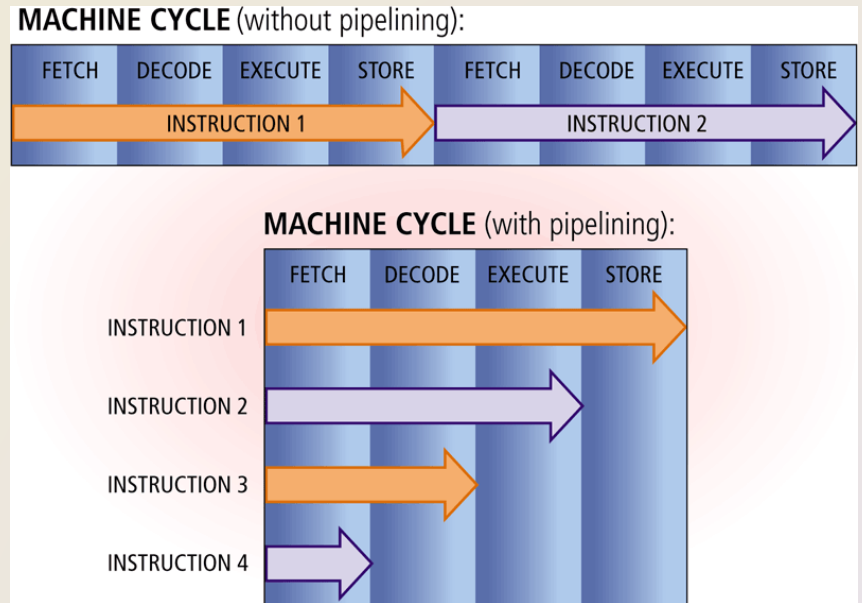 MACHINE CYCLE (without pipelining):
FETCH DECODE EXECUTE STORE FETCH DECODE EXECUTE STORE
INSTRUCTION 1 INSTRUCTION 2
MACHINE CYCLE (with pipelining):
FETCH DECODE EXECUTE STORE
INSTRUCTION 1
INSTRUCTION 2
INSTRUCTION 3
INSTRUCTION 4